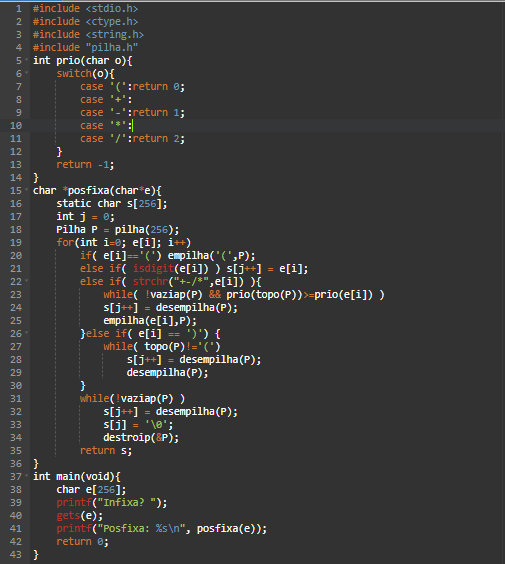 1 #include <stdio.h>
2 #include <ctype.h>
3 #include <string.h>
4 #include "pilha.h"
5 int prio(char o){
6 switch(o){
7 case '(':return 0;
8 case '+':
9 case '-':return 1;
10 case '*':
11 case '/':return 2;
12 }
13 return -1;
14 }
15 char *posfixa(char*e){
16 static char s[256];
17 int j = 0;
18 Pilha P = pilha(256);
19 for(int i=0; e[i]; i++)
20 if( e[i]=='(') empilha('(',P);
21 else if( isdigit(e[i]) ) s[j++] = e[i];
22 else if( strchr("+-/*",e[i]) ){
23 while( !vaziap(P) && prio(topo(P))>=prio(e[i]) )
24 s[j++] = desempilha(P);
25 empilha(e[i],P);
26 }else if( e[i] == ')') {
27 while( topo(P)!='(')
28 s[j++] = desempilha(P);
29 desempilha(P);
30 }
31 while(!vaziap(P) )
32 s[j++] = desempilha(P);
33 s[j] = '\0';
34 destroip(&P);
35 return s;
36 }
37 int main(void){
38 char e[256];
39 printf("Infixa? ");
40 gets(e);
41 printf("Posfixa: %s\n", posfixa(e));
42 return 0;
43 }